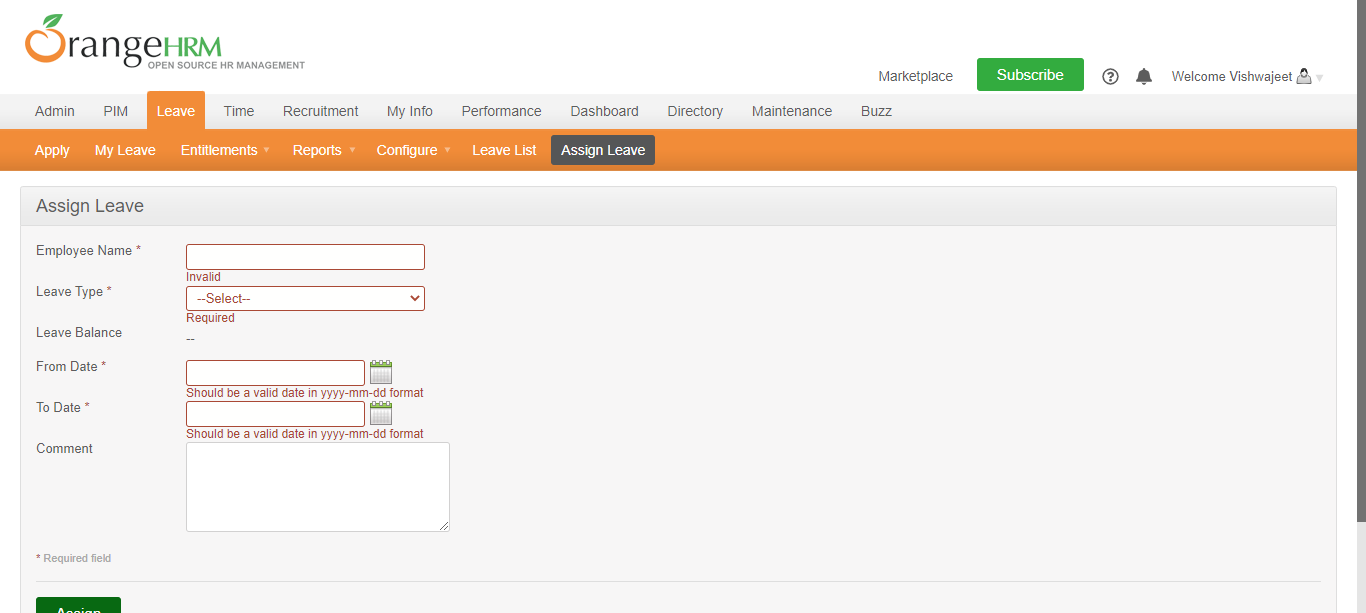 OrangeHRM
OPEN SOURCE HR MANAGEMENT
Marketplace Subscribe ? Welcome Vishwajeet
Admin PIM Leave Time Recruitment My Info Performance Dashboard Directory Maintenance Buzz
Apply My Leave Entitlements Reports Configure Leave List Assign Leave
Assign Leave
Employee Name *
Invalid
Leave Type * --Select--
Required
Leave Balance --
From Date *
Should be a valid date in yyyy-mm-dd format
To Date *
Should be a valid date in yyyy-mm-dd format
Comment
* Required field
Assign